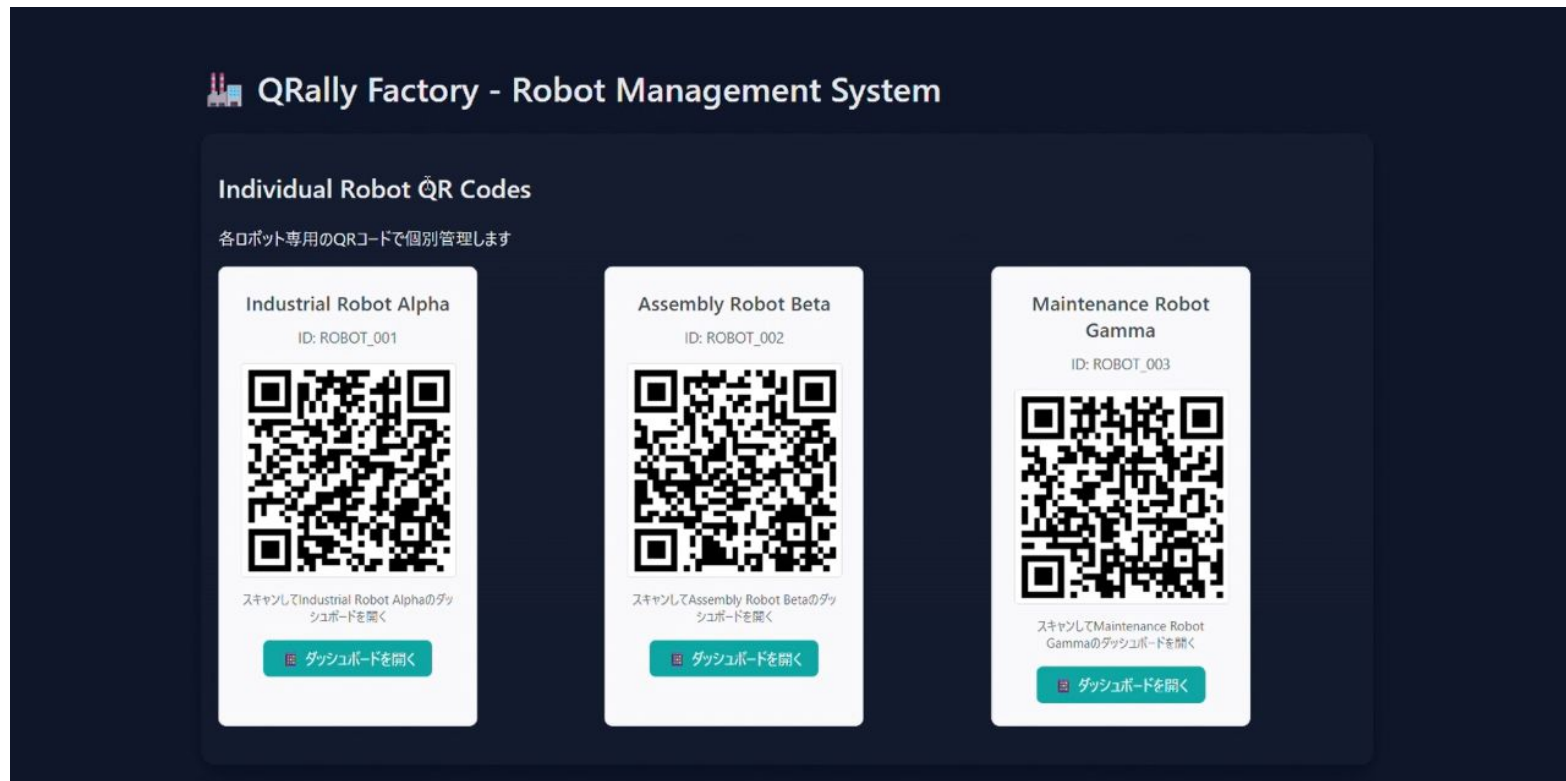 QRally Factory - Robot Management System
Individual Robot QR Codes
各ロボット専用のQRコードで個別管理します
Industrial Robot Alpha
ID: ROBOT_001
スキャンしてIndustrial Robot Alphaのダッ
シュボードを開く
ダッシュボードを開く
Assembly Robot Beta
ID: ROBOT_002
スキャンしてAssembly Robot Betaのダッ
シュボードを開く
ダッシュボードを開く
Maintenance Robot
Gamma
ID: ROBOT_003
スキャンしてMaintenance Robot
Gammaのダッシュボードを開く
ダッシュボードを開く